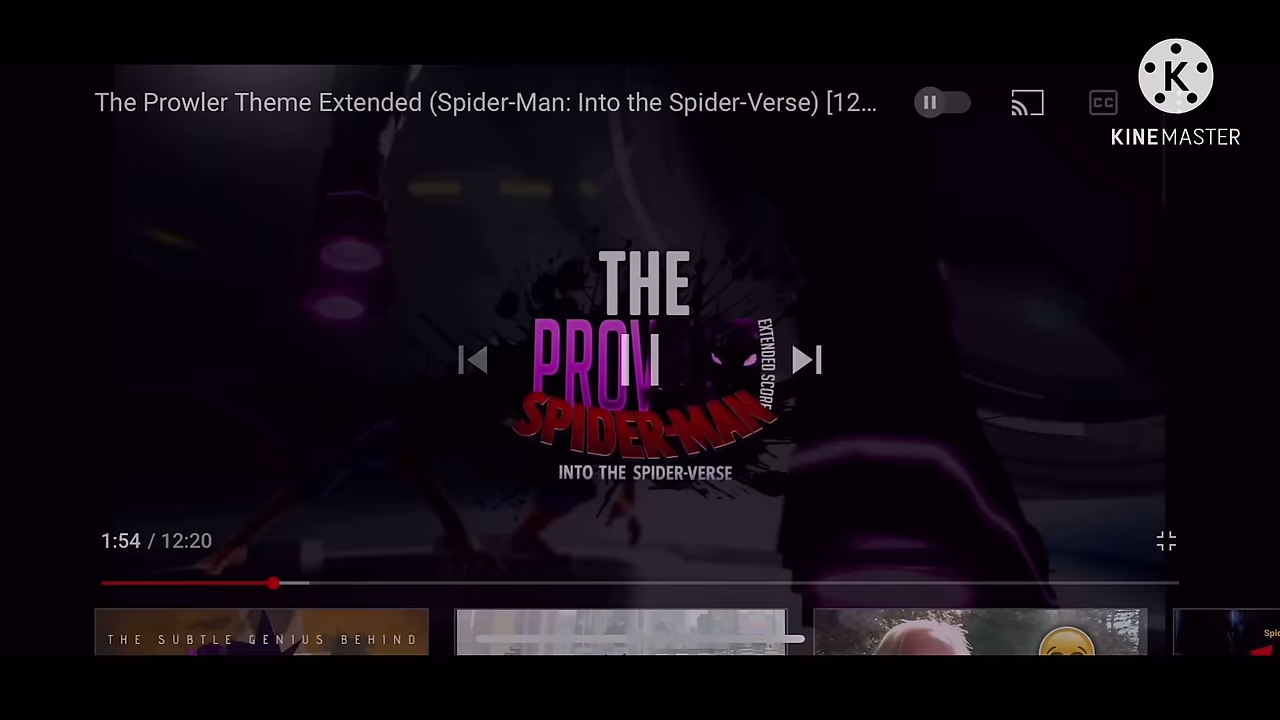 The Prowler Theme Extended (Spider-Man: Into the Spider-Verse) [12...
CC
K
KINEMASTER
THE
PROW
EXTENDED SCORE
SPIDER-MAN
INTO THE SPIDER-VERSE
1:54 / 12:20
THE SUBTLE GENIUS BEHIND